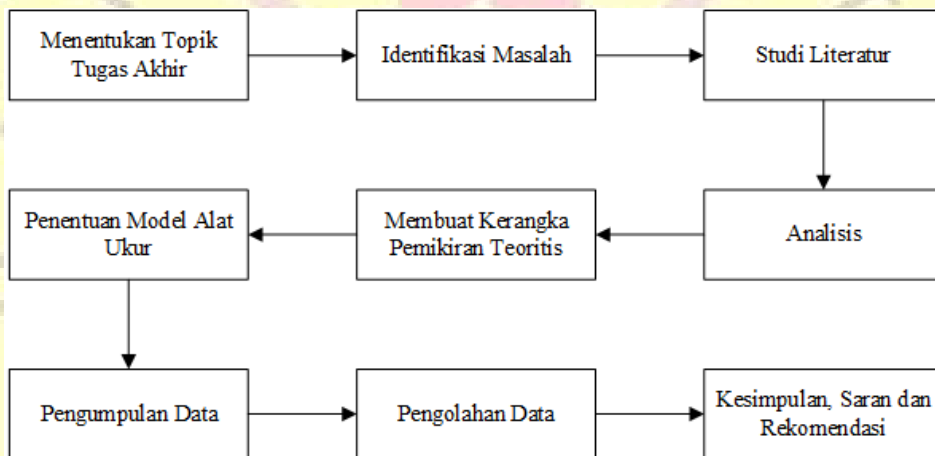 Menentukan Topik
Tugas Akhir
Identifikasi Masalah
Studi Literatur
Analisis
Membuat Kerangka
Pemikiran Teoritis
Penentuan Model Alat
Ukur
Pengumpulan Data
Pengolahan Data
Kesimpulan, Saran dan
Rekomendasi